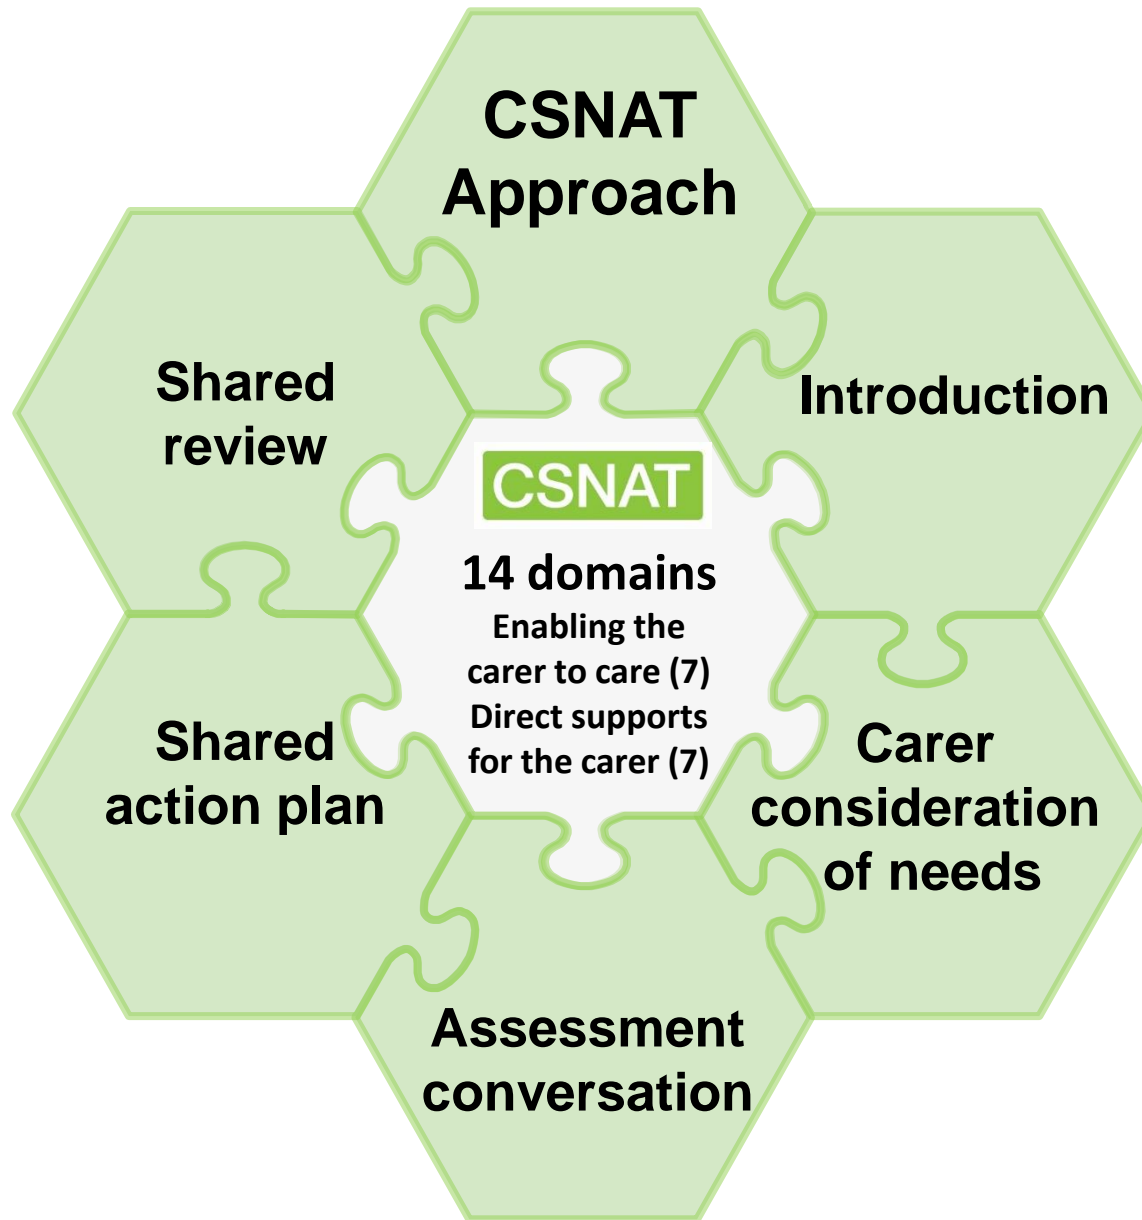 CSNAT
Approach
Introduction
Carer
consideration
of needs
Assessment
conversation
Shared
action plan
Shared
review
CSNAT
14 domains
Enabling the
carer to care (7)
Direct supports
for the carer (7)